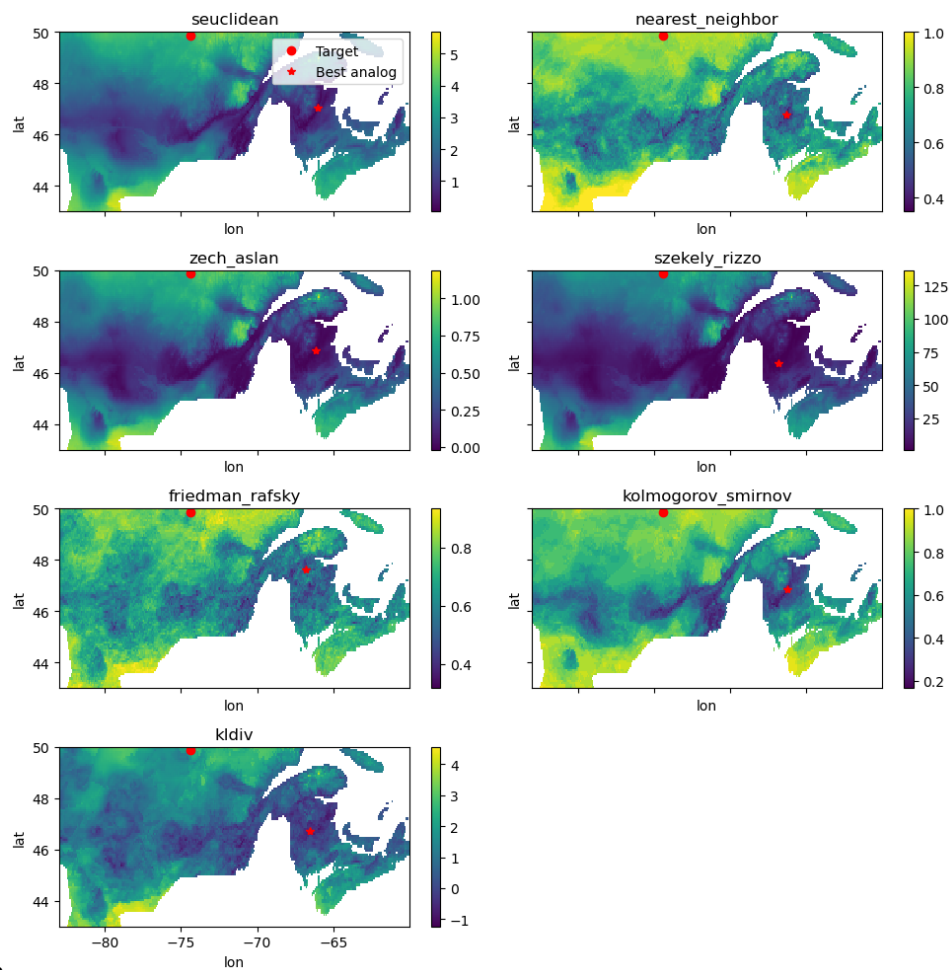 seuclidean
50
48
46
44
lat
lon
Target
Best analog
5
4
3
2
1
nearest_neighbor
lat
lon
1.0
0.8
0.6
0.4
zech_aslan
50
48
46
44
lat
lon
1.00
0.75
0.50
0.25
0.00
szekely_rizzo
lat
lon
125
100
75
50
25
friedman_rafsky
50
48
46
44
lat
lon
0.8
0.6
0.4
kolmogorov_smirnov
lat
lon
1.0
0.8
0.6
0.4
0.2
kldiv
50
48
46
44
lat
−80
−75
−70
−65
lon
4
3
2
1
0
−1